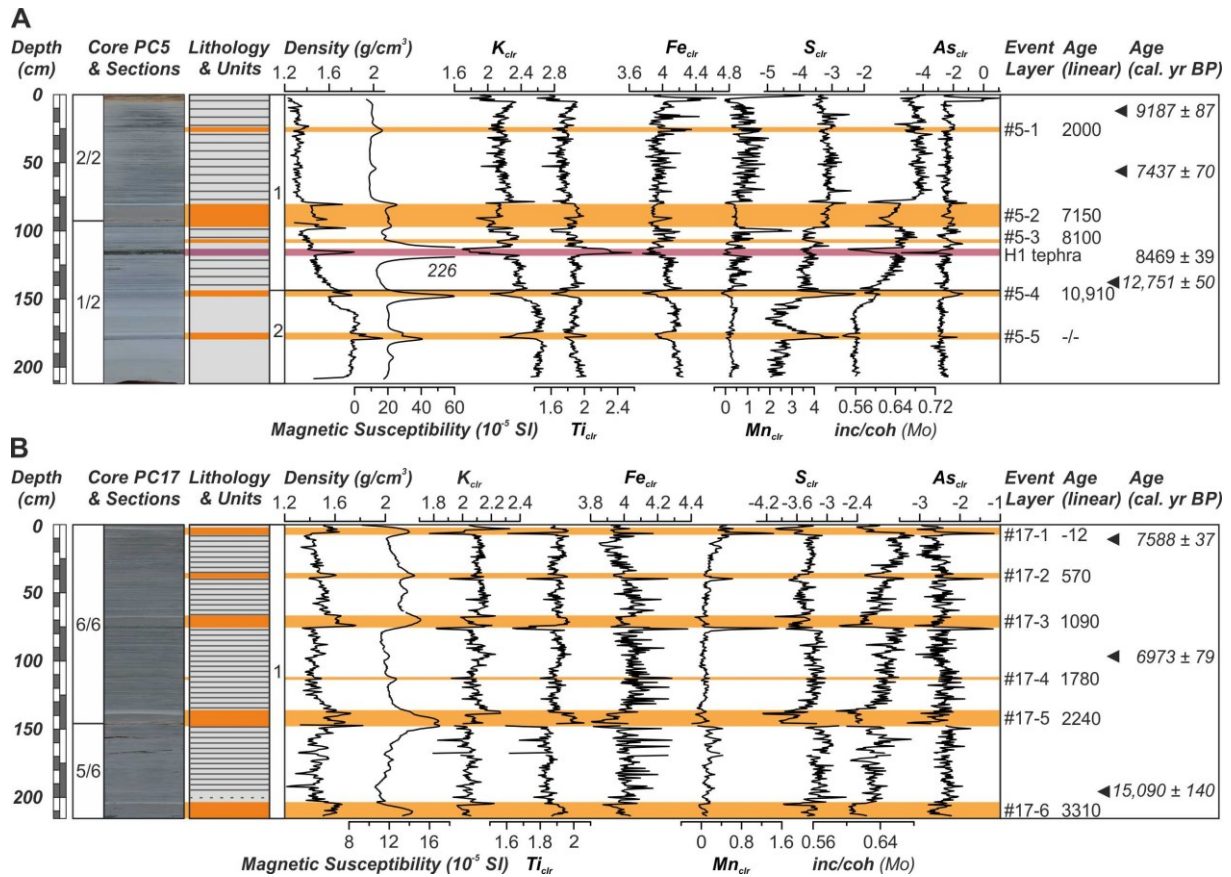 A
Depth (cm) Core PC5 & Sections Lithology & Units Density (g/cm³) K_clr Fe_clr S_clr As_clr Event Layer Age (linear) Age (cal. yr BP)
1.2 1.6 2 1.6 2 2.4 2.8 3.6 4 4.4 4.8 -5 -4 -3 -2 -4 -2 0
0
50
100
150
200
2/2
1/2
1
2
226
#5-1 2000
#5-2 7150
#5-3 8100
H1 tephra
#5-4 10,910
#5-5 -/-
9187 ± 87
7437 ± 70
8469 ± 39
12,751 ± 50
0 20 40 60 1.6 2 2.4 0 1 2 3 4 0.56 0.64 0.72
Magnetic Susceptibility (10⁻⁵ SI) Ti_clr Mn_clr inc/coh (Mo)
B
Depth (cm) Core PC17 & Sections Lithology & Units Density (g/cm³) K_clr Fe_clr S_clr As_clr Event Layer Age (linear) Age (cal. yr BP)
1.2 1.6 2 1.8 2 2.2 2.4 3.8 4 4.2 4.4 -4.2 -3.6 -3 -2.4 -3 -2 -1
0
50
100
150
200
6/6
5/6
1
#17-1 -12
#17-2 570
#17-3 1090
#17-4 1780
#17-5 2240
#17-6 3310
7588 ± 37
6973 ± 79
15,090 ± 140
8 12 16 1.6 1.8 2 0 0.8 1.6 0.56 0.64
Magnetic Susceptibility (10⁻⁵ SI) Ti_clr Mn_clr inc/coh (Mo)